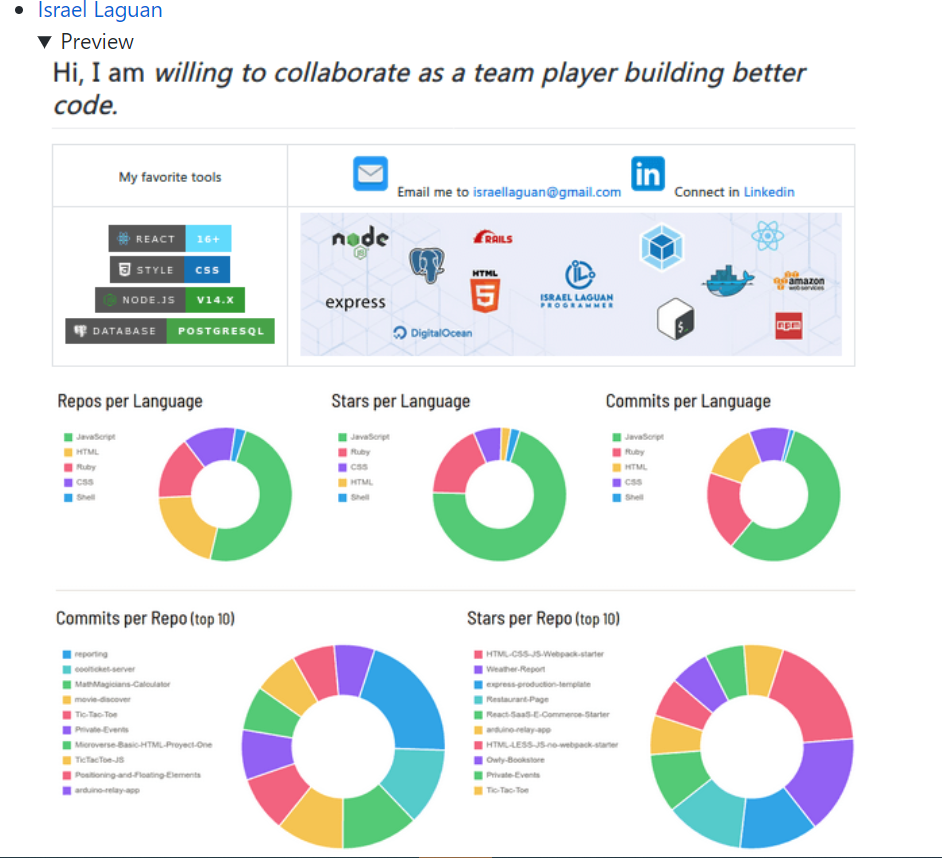 Israel Laguan
Preview
Hi, I am willing to collaborate as a team player building better
code.
My favorite tools
Email me to israellaguan@gmail.com
in
Connect in Linkedin
REACT 16+
STYLE CSS
NODE.JS V14.X
DATABASE POSTGRESQL
node
JS
RAILS
HTML
5
express
ISRAEL LAGUAN
PROGRAMMER
DigitalOcean
$_
amazon
web services
npm
Repos per Language
JavaScript
HTML
Ruby
CSS
Shell
Stars per Language
JavaScript
Ruby
CSS
HTML
Shell
Commits per Language
JavaScript
Ruby
HTML
CSS
Shell
Commits per Repo (top 10)
reporting
coolticket-server
MathMagicians-Calculator
movie-discover
Tic-Tac-Toe
Private-Events
Microverse-Basic-HTML-Proyect-One
TicTacToe-JS
Positioning-and-Floating-Elements
arduino-relay-app
Stars per Repo (top 10)
HTML-CSS-JS-Webpack-starter
Weather-Report
express-production-template
Restaurant-Page
React-SaaS-E-Commerce-Starter
arduino-relay-app
HTML-LESS-JS-no-webpack-starter
Owly-Bookstore
Private-Events
Tic-Tac-Toe